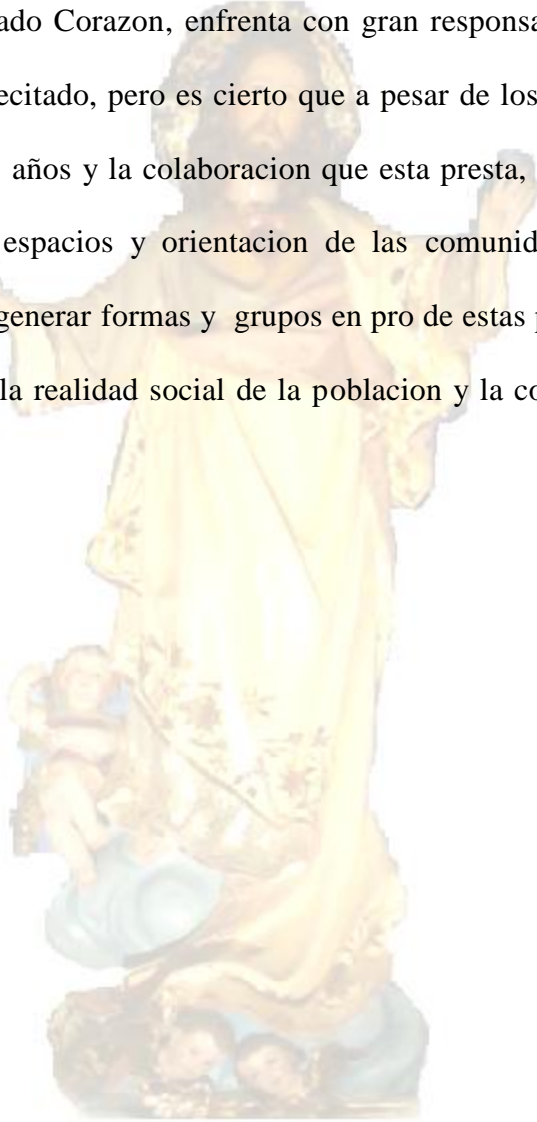 ado Corazon, enfrenta con gran responsa
ecitado, pero es cierto que a pesar de los
años y la colaboracion que esta presta,
espacios y orientacion de las comunid
generar formas y grupos en pro de estas p
la realidad social de la poblacion y la co